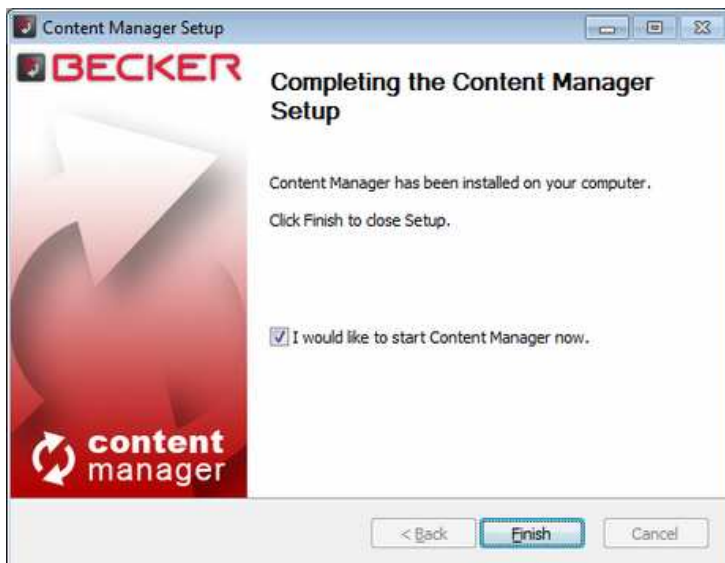 Content Manager Setup
BECKER
Completing the Content Manager
Setup
Content Manager has been installed on your computer.
Click Finish to close Setup.
I would like to start Content Manager now.
content
manager
< Back
Finish
Cancel